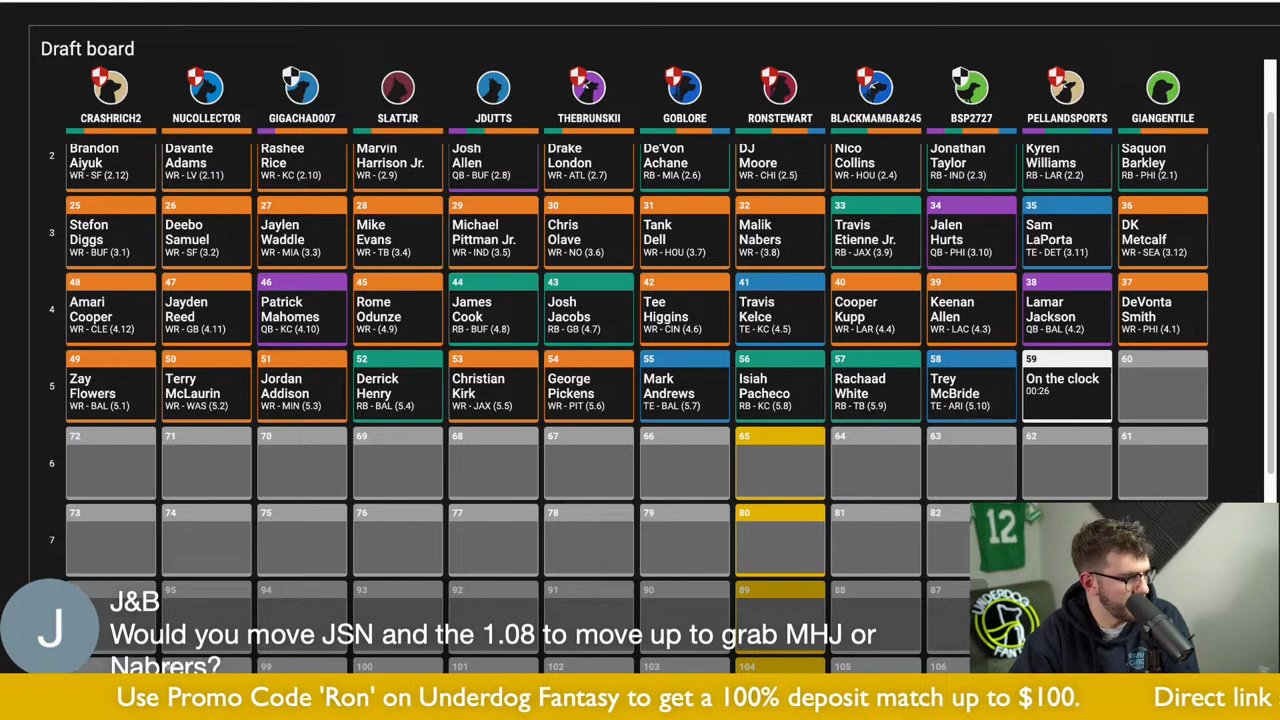 Draft board
CRASHRICH2 NUCOLLECTOR GIGACHAD007 SLATTJR JDUTTS THEBRUNSKII GOBLORE RONSTEWART BLACKMAMBA8245 BSP2727 PELLANDSPORTS GIANGENTILE
2
Brandon Davante Rashee Marvin Josh Drake De'Von DJ Nico Jonathan Kyren Saquon
Aiyuk Adams Rice Harrison Jr. Allen London Achane Moore Collins Taylor Williams Barkley
WR - SF (2.12) WR - LV (2.11) WR - KC (2.10) WR - (2.9) QB - BUF (2.8) WR - ATL (2.7) RB - MIA (2.6) WR - CHI (2.5) WR - HOU (2.4) RB - IND (2.3) RB - LAR (2.2) RB - PHI (2.1)
25 26 27 28 29 30 31 32 33 34 35 36
3
Stefon Deebo Jaylen Mike Michael Chris Tank Malik Travis Jalen Sam DK
Diggs Samuel Waddle Evans Pittman Jr. Olave Dell Nabers Etienne Jr. Hurts LaPorta Metcalf
WR - BUF (3.1) WR - SF (3.2) WR - MIA (3.3) WR - TB (3.4) WR - IND (3.5) WR - NO (3.6) WR - HOU (3.7) WR - (3.8) RB - JAX (3.9) QB - PHI (3.10) TE - DET (3.11) WR - SEA (3.12)
48 47 46 45 44 43 42 41 40 39 38 37
4
Amari Jayden Patrick Rome James Josh Tee Travis Cooper Keenan Lamar DeVonta
Cooper Reed Mahomes Odunze Cook Jacobs Higgins Kelce Kupp Allen Jackson Smith
WR - CLE (4.12) WR - GB (4.11) QB - KC (4.10) WR - (4.9) RB - BUF (4.8) RB - GB (4.7) WR - CIN (4.6) TE - KC (4.5) WR - LAR (4.4) WR - LAC (4.3) QB - BAL (4.2) WR - PHI (4.1)
49 50 51 52 53 54 55 56 57 58 59 60
5
Zay Terry Jordan Derrick Christian George Mark Isiah Rachaad Trey On the clock
Flowers McLaurin Addison Henry Kirk Pickens Andrews Pacheco White McBride 00:26
WR - BAL (5.1) WR - WAS (5.2) WR - MIN (5.3) RB - BAL (5.4) WR - JAX (5.5) WR - PIT (5.6) TE - BAL (5.7) RB - KC (5.8) RB - TB (5.9) TE - ARI (5.10)
72 71 70 69 68 67 66 65 64 63 62 61
6
73 74 75 76 77 78 79 80 81 82
7
95 94 93 92 91 90 89 88 87
99 100 101 102 103 104 105 106
12
UNDERDOG
J
J&B
Would you move JSN and the 1.08 to move up to grab MHJ or
Nabrers?
Use Promo Code 'Ron' on Underdog Fantasy to get a 100% deposit match up to $100. Direct link